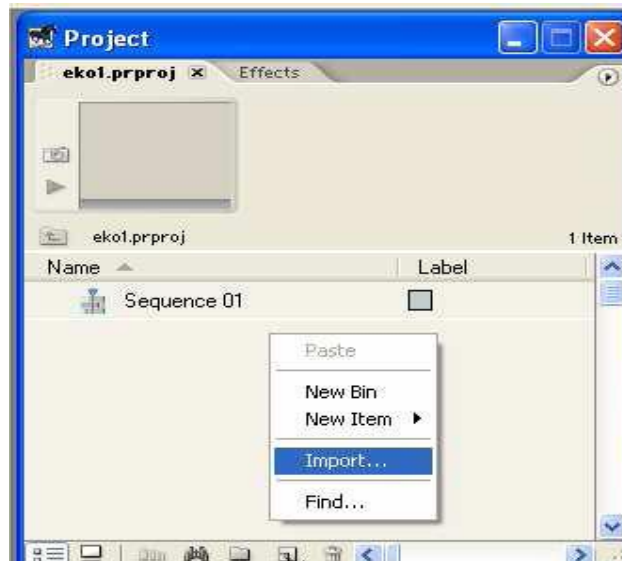 Project
eko1.prproj Effects
eko1.prproj 1 Item
Name Label
Sequence 01
Paste
New Bin
New Item
Import...
Find...